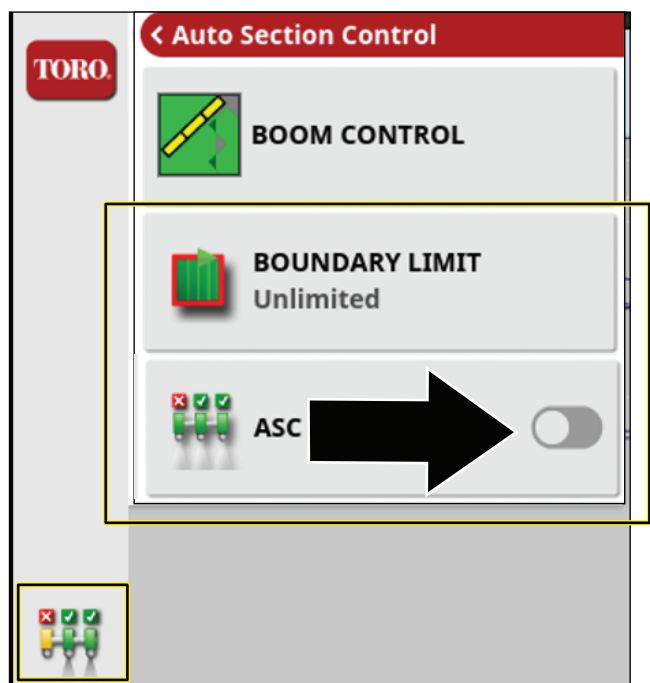 TORO.
< Auto Section Control
BOOM CONTROL
BOUNDARY LIMIT
Unlimited
ASC